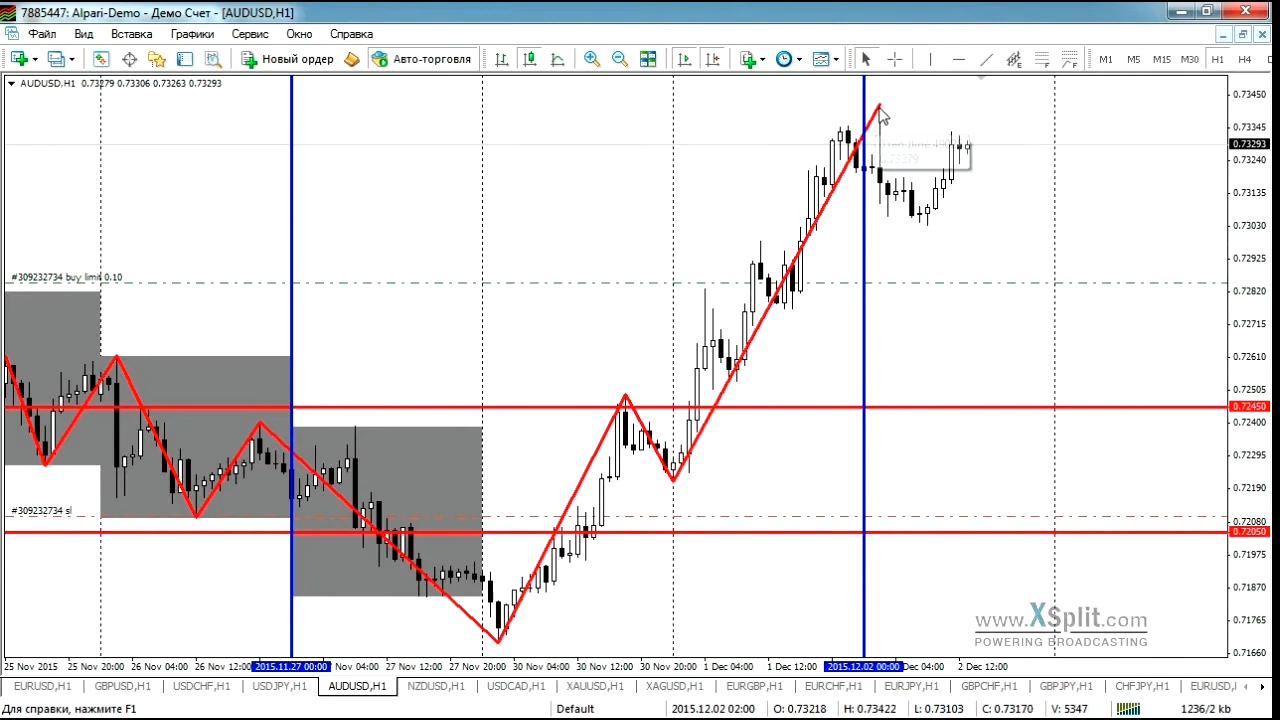 7885447: Alpari-Demo - Демо Счет - [AUDUSD,H1]
Файл Вид Вставка Графики Сервис Окно Справка
Новый ордер Авто-торговля M1 M5 M15 M30 H1 H4
AUDUSD,H1 0.73279 0.73306 0.73263 0.73293
0.73450
0.73345
0.73293
0.73240
0.73379
0.73135
0.73030
0.72925
#309232734 buy limit 0.10
0.72820
0.72715
0.72610
0.72505
0.72450
0.72400
0.72295
0.72190
#309232734 sl
0.72080
0.72050
0.71975
0.71870
0.71765
0.71660
www.XSplit.com
POWERING BROADCASTING
25 Nov 2015 25 Nov 20:00 26 Nov 04:00 26 Nov 12:00 2015.11.27 00:00 Nov 04:00 27 Nov 12:00 27 Nov 20:00 30 Nov 04:00 30 Nov 12:00 30 Nov 20:00 1 Dec 04:00 1 Dec 12:00 2015.12.02 00:00 Dec 04:00 2 Dec 12:00
EURUSD,H1 GBPUSD,H1 USDCHF,H1 USDJPY,H1 AUDUSD,H1 NZDUSD,H1 USDCAD,H1 XAUUSD,H1 XAGUSD,H1 EURGBP,H1 EURCHF,H1 EURJPY,H1 GBPCHF,H1 GBPJPY,H1 CHFJPY,H1 EURUSD,I
Для справки, нажмите F1 Default 2015.12.02 02:00 O: 0.73218 H: 0.73422 L: 0.73103 C: 0.73170 V: 5347 1236/2 kb